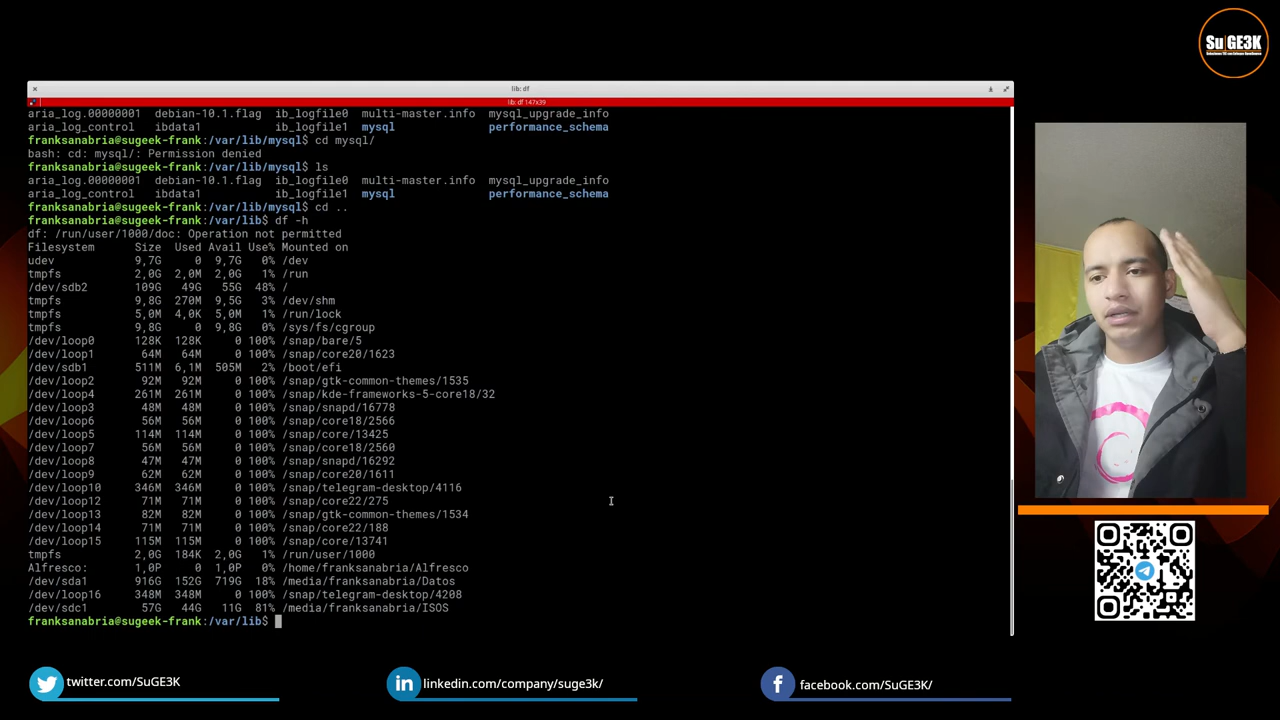 Su GE3K
lib: df
lib: df 147x39
aria_log.00000001 debian-10.1.flag ib_logfile0 multi-master.info mysql_upgrade_info
aria_log_control ibdata1 ib_logfile1 mysql performance_schema
franksanabria@sugeek-frank:/var/lib/mysql$ cd mysql/
bash: cd: mysql/: Permission denied
franksanabria@sugeek-frank:/var/lib/mysql$ ls
aria_log.00000001 debian-10.1.flag ib_logfile0 multi-master.info mysql_upgrade_info
aria_log_control ibdata1 ib_logfile1 mysql performance_schema
franksanabria@sugeek-frank:/var/lib/mysql$ cd ..
franksanabria@sugeek-frank:/var/lib$ df -h
df: /run/user/1000/doc: Operation not permitted
Filesystem Size Used Avail Use% Mounted on
udev 9,7G 0 9,7G 0% /dev
tmpfs 2,0G 2,0M 2,0G 1% /run
/dev/sdb2 109G 49G 55G 48% /
tmpfs 9,8G 270M 9,5G 3% /dev/shm
tmpfs 5,0M 4,0K 5,0M 1% /run/lock
tmpfs 9,8G 0 9,8G 0% /sys/fs/cgroup
/dev/loop0 128K 128K 0 100% /snap/bare/5
/dev/loop1 64M 64M 0 100% /snap/core20/1623
/dev/sdb1 511M 6,1M 505M 2% /boot/efi
/dev/loop2 92M 92M 0 100% /snap/gtk-common-themes/1535
/dev/loop4 261M 261M 0 100% /snap/kde-frameworks-5-core18/32
/dev/loop3 48M 48M 0 100% /snap/snapd/16778
/dev/loop6 56M 56M 0 100% /snap/core18/2566
/dev/loop5 114M 114M 0 100% /snap/core/13425
/dev/loop7 56M 56M 0 100% /snap/core18/2560
/dev/loop8 47M 47M 0 100% /snap/snapd/16292
/dev/loop9 62M 62M 0 100% /snap/core20/1611
/dev/loop10 346M 346M 0 100% /snap/telegram-desktop/4116
/dev/loop12 71M 71M 0 100% /snap/core22/275
/dev/loop13 82M 82M 0 100% /snap/gtk-common-themes/1534
/dev/loop14 71M 71M 0 100% /snap/core22/188
/dev/loop15 115M 115M 0 100% /snap/core/13741
tmpfs 2,0G 184K 2,0G 1% /run/user/1000
Alfresco: 1,0P 0 1,0P 0% /home/franksanabria/Alfresco
/dev/sda1 916G 152G 719G 18% /media/franksanabria/Datos
/dev/loop16 348M 348M 0 100% /snap/telegram-desktop/4208
/dev/sdc1 57G 44G 11G 81% /media/franksanabria/ISOS
franksanabria@sugeek-frank:/var/lib$
twitter.com/SuGE3K
linkedin.com/company/suge3k/
facebook.com/SuGE3K/